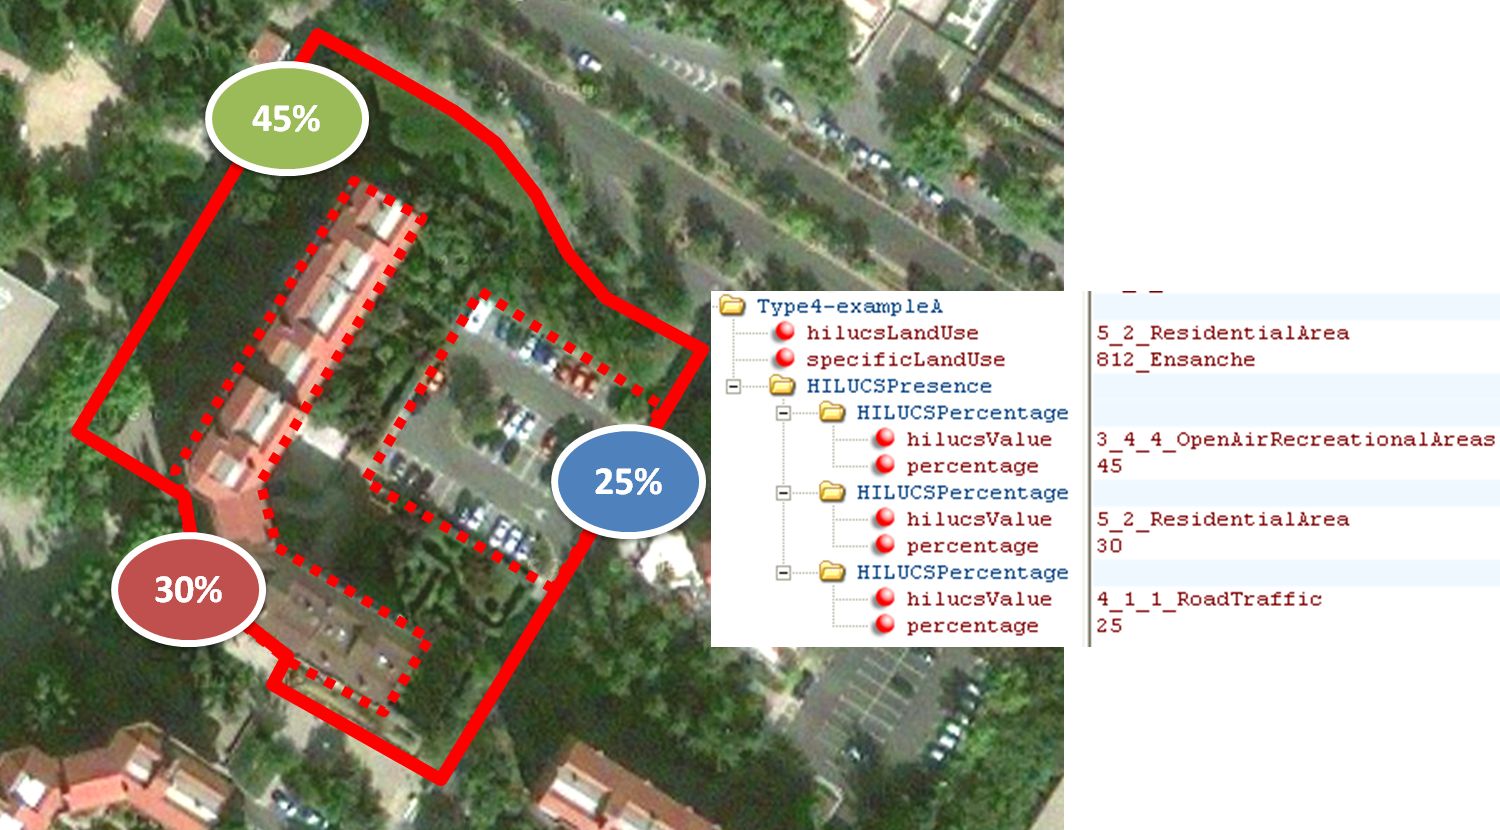 45%
25%
30%
Type4-exampleA
hilucsLandUse 5_2_ResidentialArea
specificLandUse 812_Ensanche
HILUCSPresence
HILUCSPercentage
hilucsValue 3_4_4_OpenAirRecreationalAreas
percentage 45
HILUCSPercentage
hilucsValue 5_2_ResidentialArea
percentage 30
HILUCSPercentage
hilucsValue 4_1_1_RoadTraffic
percentage 25